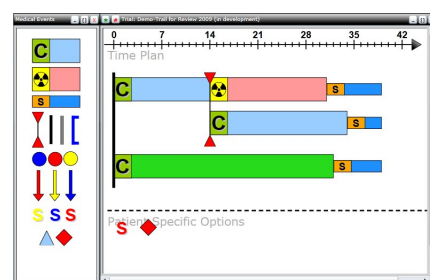 Medical Events
Trial: Demo-Trail for Review 2009 (in development)
0 7 14 21 28 35 42
Time Plan
C
S
S S S
C
S
C
S
C
S
Patient Specific Options
S